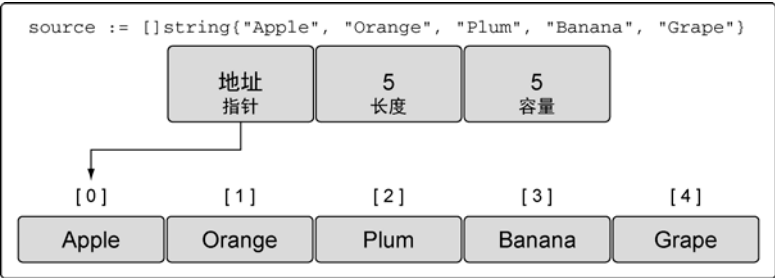 source := []string{"Apple", "Orange", "Plum", "Banana", "Grape"}
地址 5 5
指针 长度 容量
[0] [1] [2] [3] [4]
Apple Orange Plum Banana Grape